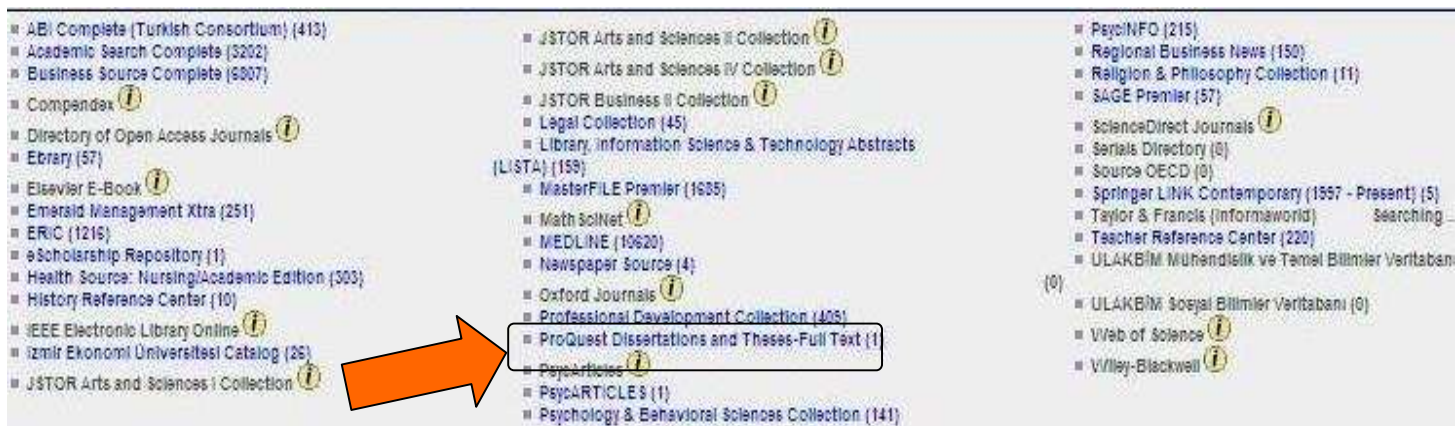 ABI Complete (Turkish Consortium) (413)
Academic Search Complete (3202)
Business Source Complete (6807)
Compendex
Directory of Open Access Journals
Ebrary (57)
Elsevier E-Book
Emerald Management Xtra (251)
ERIC (1216)
eScholarship Repository (1)
Health Source: Nursing/Academic Edition (303)
History Reference Center (10)
IEEE Electronic Library Online
Izmir Ekonomi Üniversitesi Catalog (26)
JSTOR Arts and Sciences I Collection
JSTOR Arts and Sciences II Collection
JSTOR Arts and Sciences IV Collection
JSTOR Business II Collection
Legal Collection (45)
Library, Information Science & Technology Abstracts
(LISTA) (159)
MasterFILE Premier (1685)
MathSciNet
MEDLINE (10620)
Newspaper Source (4)
Oxford Journals
Professional Development Collection (405)
ProQuest Dissertations and Theses-Full Text (1)
PsycArticles
PsycARTICLES (1)
Psychology & Behavioral Sciences Collection (141)
PsycINFO (215)
Regional Business News (150)
Religion & Philosophy Collection (11)
SAGE Premier (57)
ScienceDirect Journals
Serials Directory (0)
Source OECD (0)
Springer LINK Contemporary (1997 - Present) (5)
Taylor & Francis (Informaworld) Searching...
Teacher Reference Center (220)
ULAKBİM Mühendislik ve Temel Bilimler Veritabanı
(0)
ULAKBİM Sosyal Bilimler Veritabanı (0)
Web of Science
Wiley-Blackwell